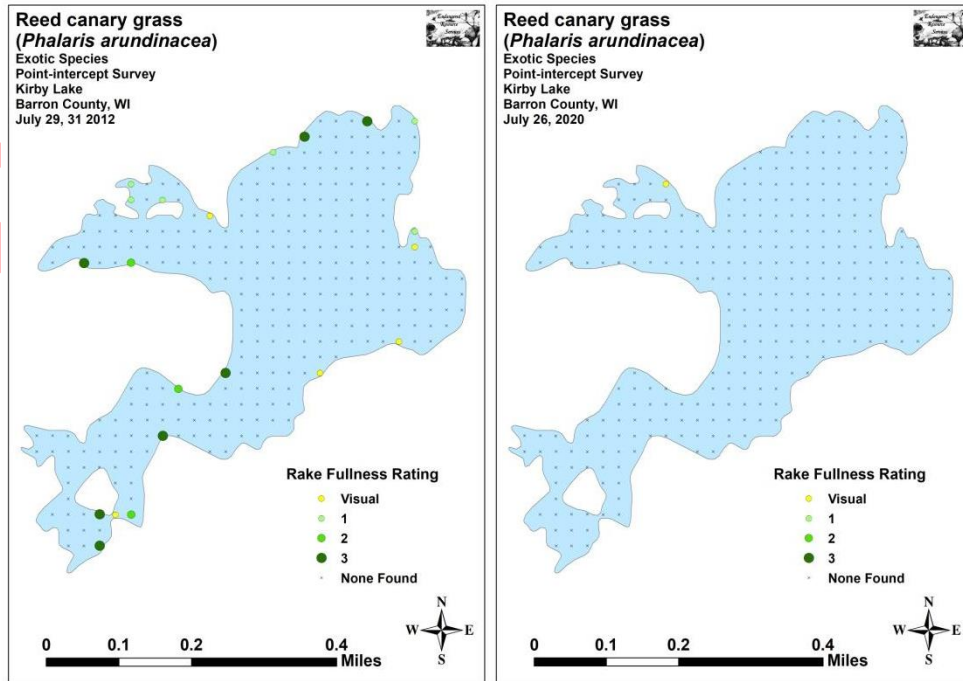 Reed canary grass
(Phalaris arundinacea)
Exotic Species
Point-intercept Survey
Kirby Lake
Barron County, WI
July 29, 31 2012
Rake Fullness Rating
Visual
1
2
3
None Found
N
W E
S
0 0.1 0.2 0.4
Miles
Reed canary grass
(Phalaris arundinacea)
Exotic Species
Point-intercept Survey
Kirby Lake
Barron County, WI
July 26, 2020
Rake Fullness Rating
Visual
1
2
3
None Found
N
W E
S
0 0.1 0.2 0.4
Miles